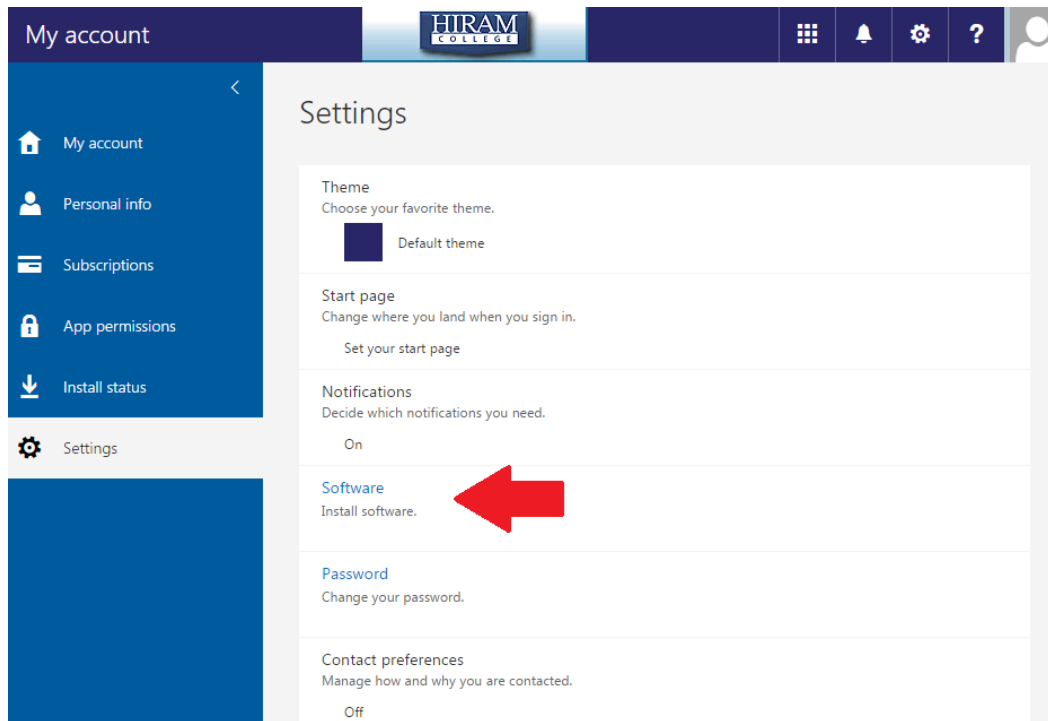 My account
HIRAM
COLLEGE
?
My account
Personal info
Subscriptions
App permissions
Install status
Settings
Settings
Theme
Choose your favorite theme.
Default theme
Start page
Change where you land when you sign in.
Set your start page
Notifications
Decide which notifications you need.
On
Software
Install software.
Password
Change your password.
Contact preferences
Manage how and why you are contacted.
Off